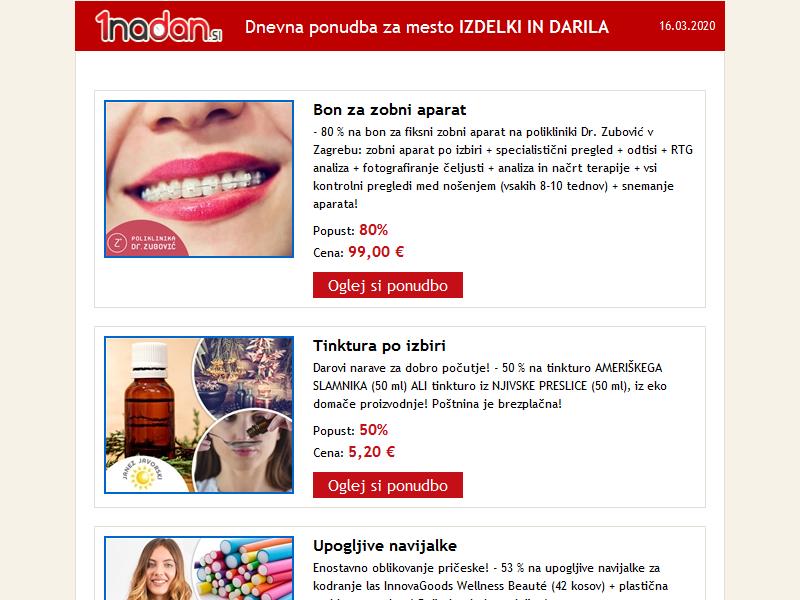 1nadan.si
Dnevna ponudba za mesto IZDELKI IN DARILA
16.03.2020
Bon za zobni aparat
- 80 % na bon za fiksni zobni aparat na polikliniki Dr. Zubović v
Zagrebu: zobni aparat po izbiri + specialistični pregled + odtisi + RTG
analiza + fotografiranje čeljusti + analiza in načrt terapije + vsi
kontrolni pregledi med nošenjem (vsakih 8-10 tednov) + snemanje
aparata!
Popust: 80%
Cena: 99,00 €
Oglej si ponudbo
POLIKLINIKA
DR. ZUBOVIĆ
Tinktura po izbiri
Darovi narave za dobro počutje! - 50 % na tinkturo AMERIŠKEGA
SLAMNIKA (50 ml) ALI tinkturo iz NJIVSKE PRESLICE (50 ml), iz eko
domače proizvodnje! Poštnina je brezplačna!
Popust: 50%
Cena: 5,20 €
Oglej si ponudbo
JANEZ JAVORSKI
Upogljive navijalke
Enostavno oblikovanje pričeske! - 53 % na upogljive navijalke za
kodranje las InnovaGoods Wellness Beauté (42 kosov) + plastična